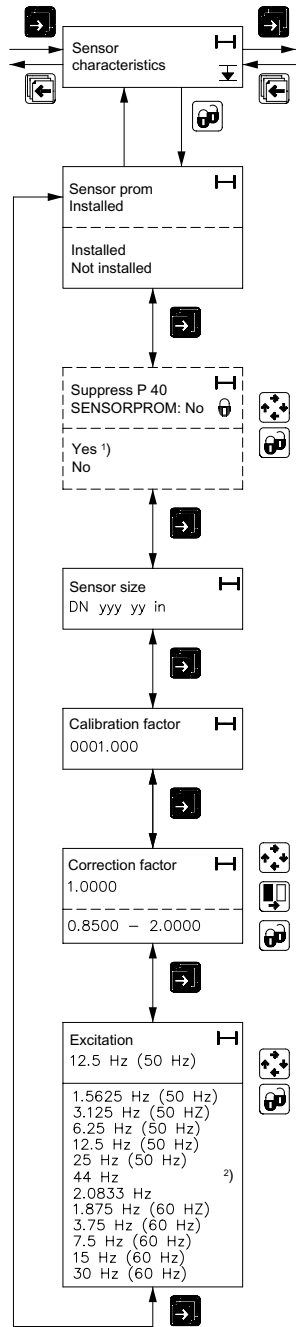 Sensor
characteristics
Sensor prom
Installed
Installed
Not installed
Suppress P 40
SENSORPROM: No
Yes 1)
No
Sensor size
DN yyy yy in
Calibration factor
0001.000
Correction factor
1.0000
0.8500 – 2.0000
Excitation
12.5 Hz (50 Hz)
1.5625 Hz (50 Hz)
3.125 Hz (50 HZ)
6.25 Hz (50 Hz)
12.5 Hz (50 Hz)
25 Hz (50 Hz)
44 Hz 2)
2.0833 Hz
1.875 Hz (60 HZ)
3.75 Hz (60 Hz)
7.5 Hz (60 Hz)
15 Hz (60 Hz)
30 Hz (60 Hz)